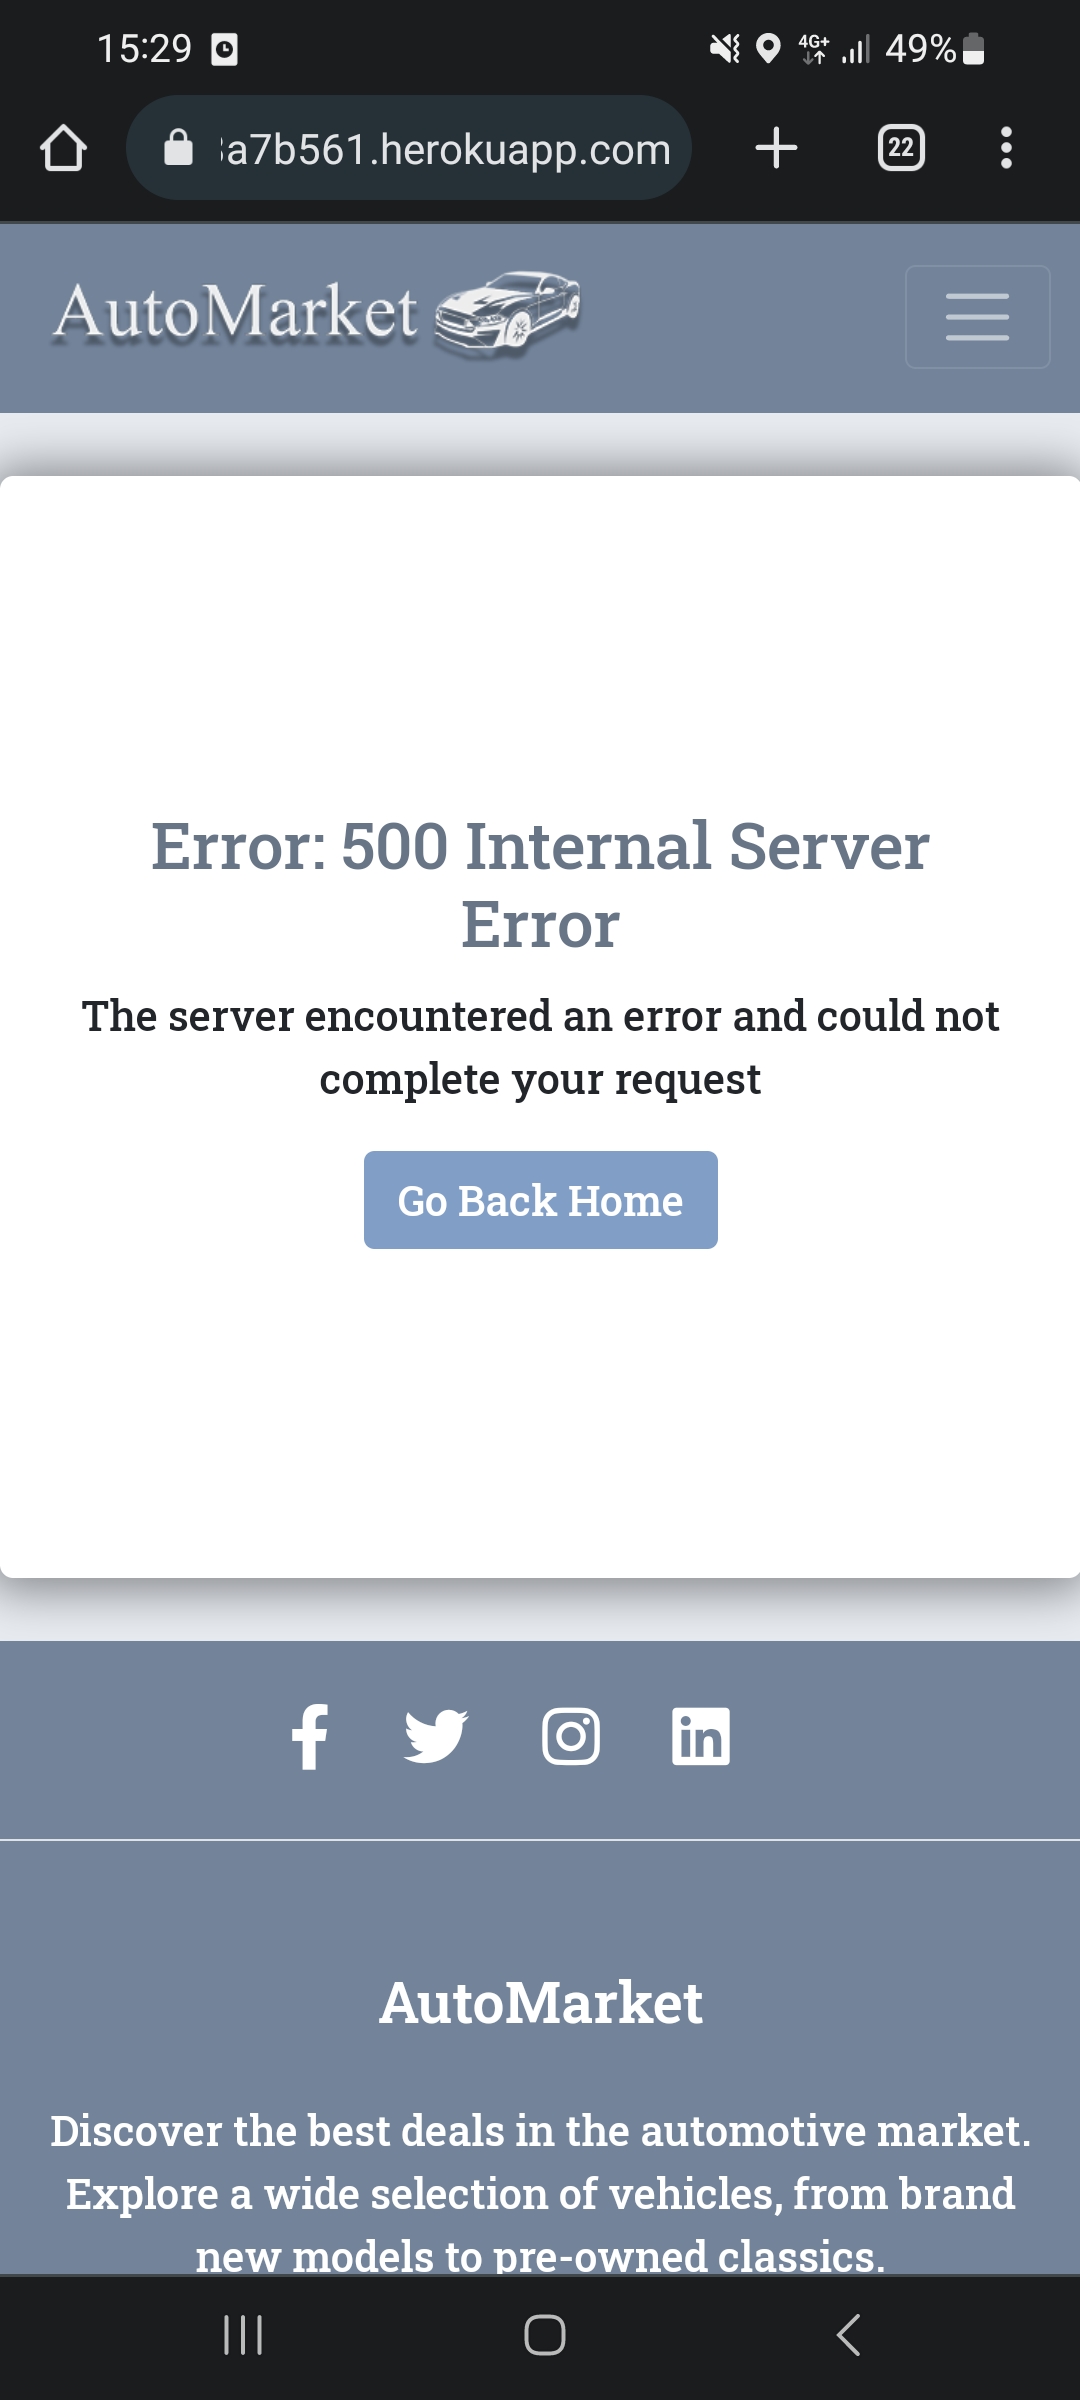 15:29
4G+ 49%
a7b561.herokuapp.com
22
AutoMarket
Error: 500 Internal Server
Error
The server encountered an error and could not
complete your request
Go Back Home
AutoMarket
Discover the best deals in the automotive market.
Explore a wide selection of vehicles, from brand
new models to pre-owned classics.